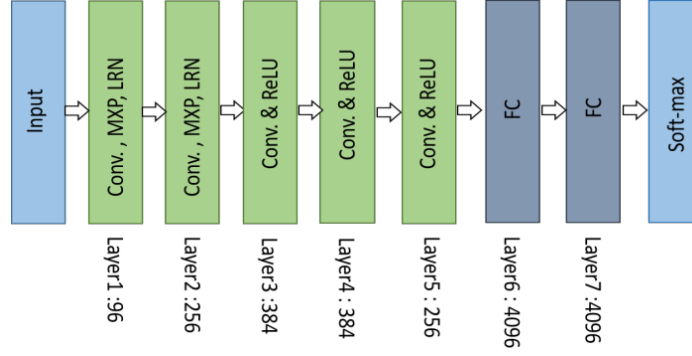 Input
Conv. , MXP, LRN
Conv. , MXP, LRN
Conv. & ReLU
Conv. & ReLU
Conv. & ReLU
FC
FC
Soft-max
Layer1 :96
Layer2 :256
Layer3 :384
Layer4 : 384
Layer5 : 256
Layer6 : 4096
Layer7 :4096